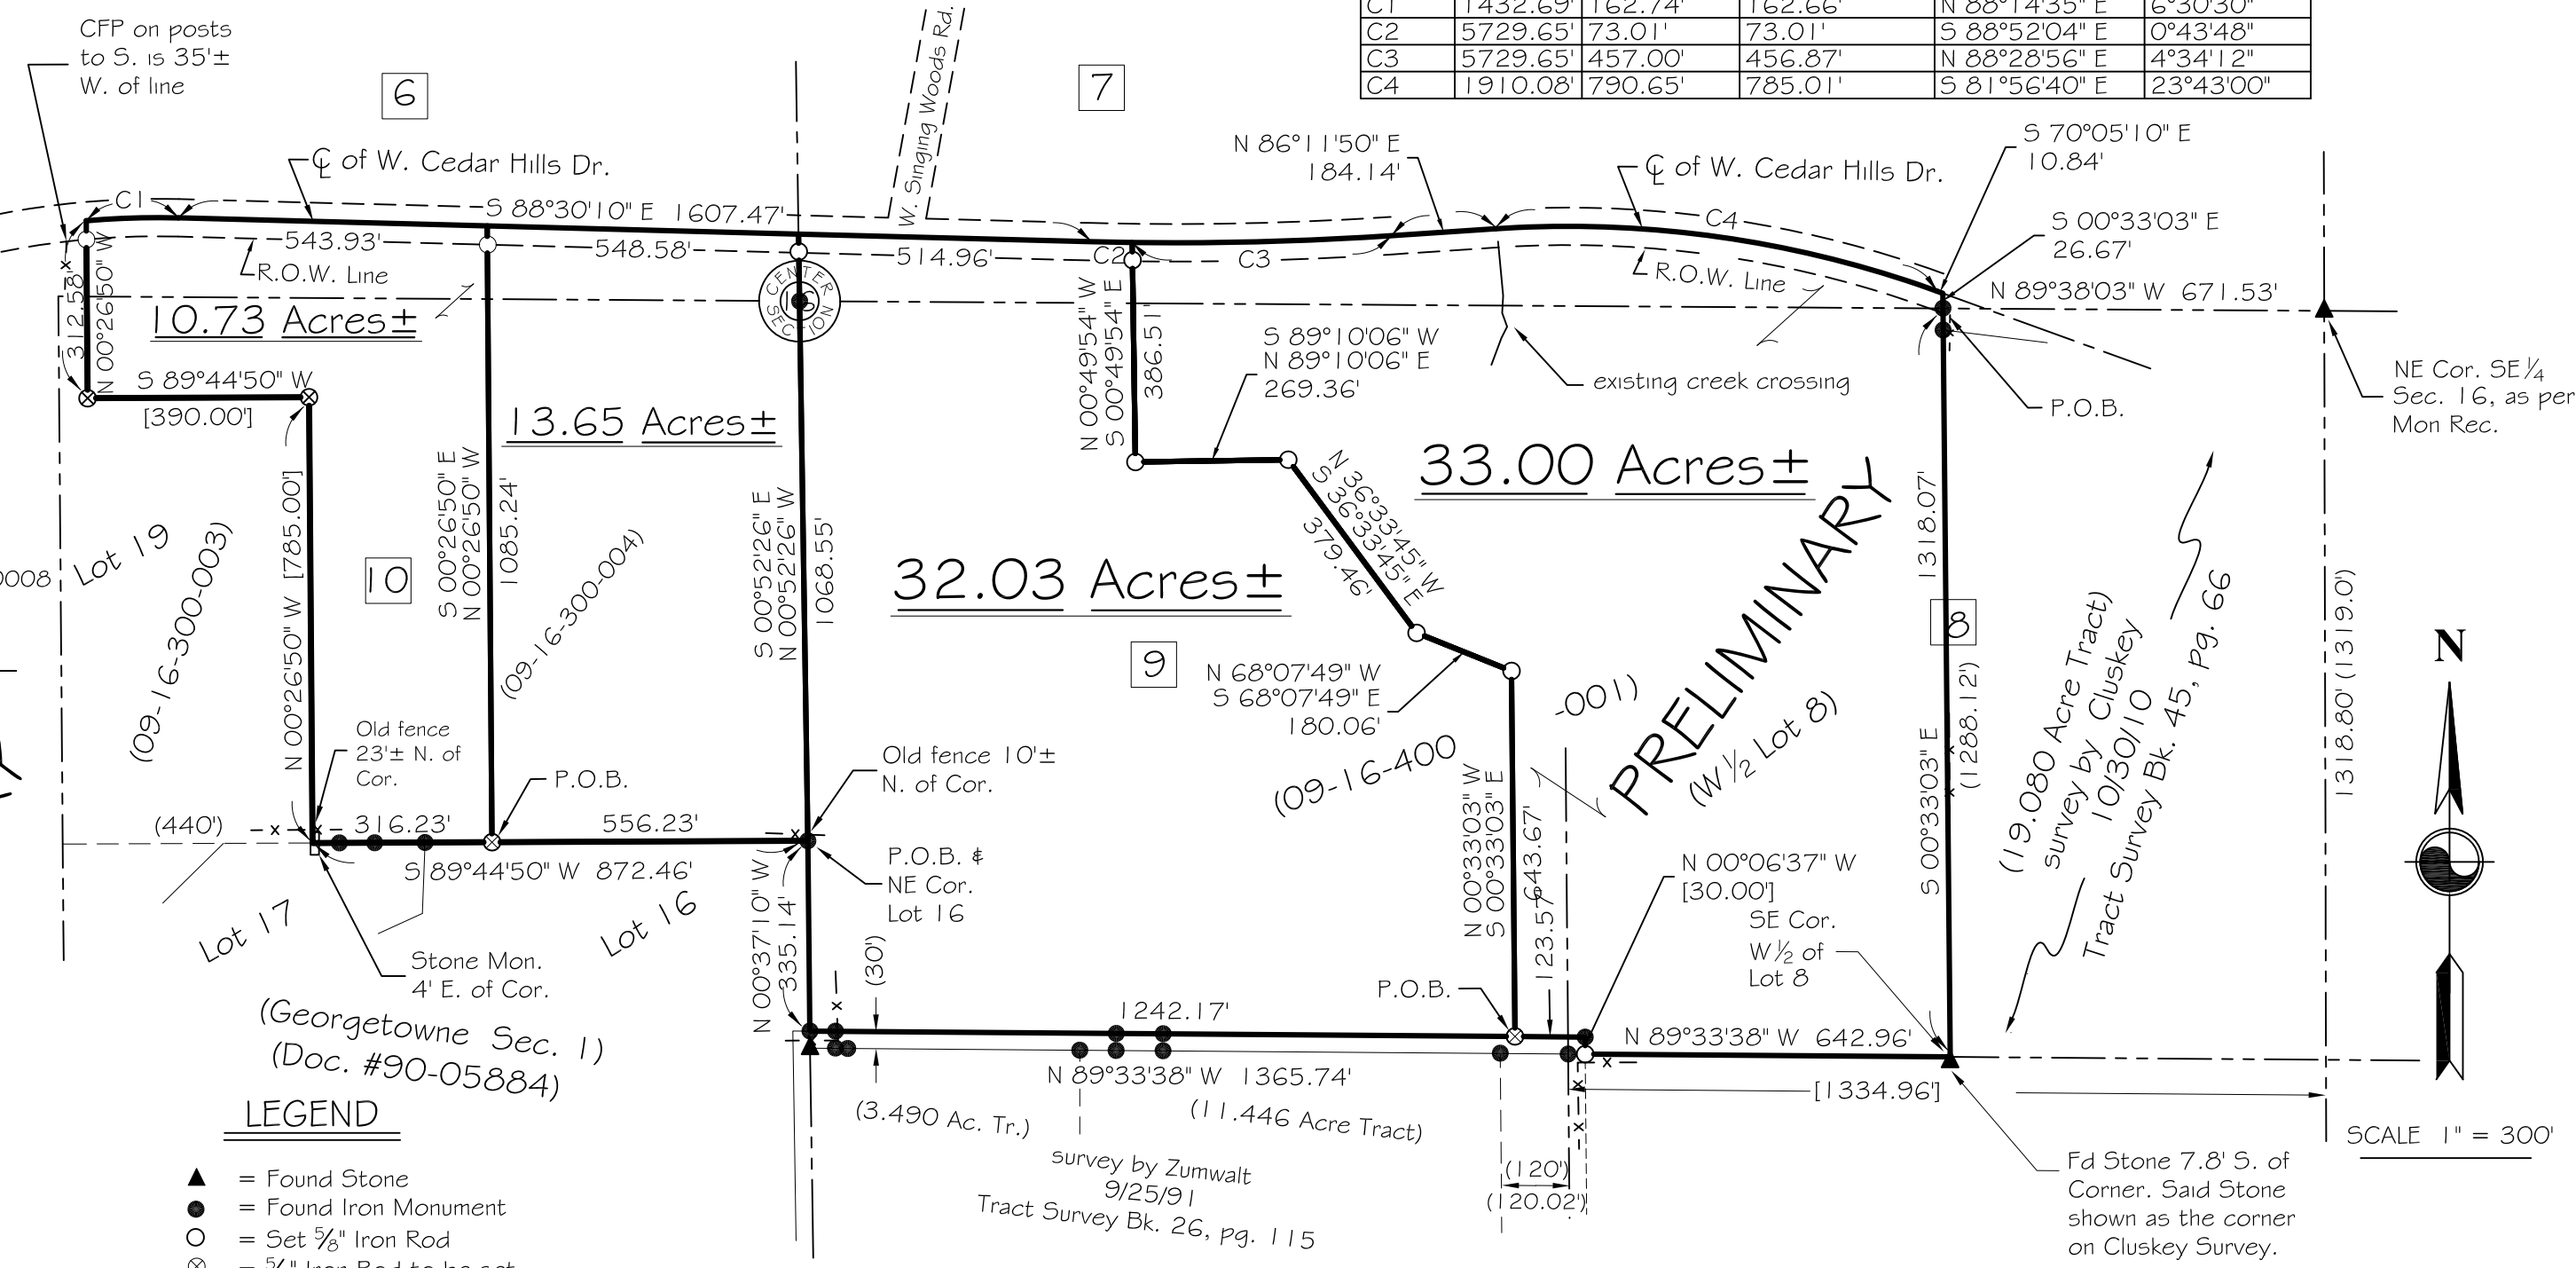 CFP on posts
to S. is 35'±
W. of line
6
7
W. Singing Woods Rd.
C1 1432.69' 162.74' 162.66' N 88°14'35" E 6°30'30"
C2 5729.65' 73.01' 73.01' S 88°52'04" E 0°43'48"
C3 5729.65' 457.00' 456.87' N 88°28'56" E 4°34'12"
C4 1910.08' 790.65' 785.01' S 81°56'40" E 23°43'00"
℄ of W. Cedar Hills Dr.
N 86°11'50" E
184.14'
℄ of W. Cedar Hills Dr.
S 70°05'10" E
10.84'
C1
S 88°30'10" E 1607.47'
C4
S 00°33'03" E
26.67'
543.93'
548.58'
514.96'
C2
C3
R.O.W. Line
R.O.W. Line
N 89°38'03" W 671.53'
CENTER
SECTION
312.58'
N 00°26'50" W
10.73 Acres±
S 89°44'50" W
[390.00']
13.65 Acres±
N 00°49'54" W
S 00°49'54" E
386.51'
S 89°10'06" W
N 89°10'06" E
269.36'
existing creek crossing
P.O.B.
NE Cor. SE¼
Sec. 16, as per
Mon Rec.
33.00 Acres±
N 36°33'45" W
S 36°33'45" E
379.46'
PRELIMINARY
1318.07'
S 00°33'03" E
(1288.12')
8
0008
Lot 19
(09-16-300-003)
N 00°26'50" W [785.00']
10
S 00°26'50" E
N 00°26'50" W
1085.24'
(09-16-300-004)
S 00°52'26" E
N 00°52'26" W
1068.55'
32.03 Acres±
9
N 68°07'49" W
S 68°07'49" E
180.06'
(09-16-400
-001)
(W ½ Lot 8)
(19.080 Acre Tract)
survey by Cluskey
10/30/10
Tract Survey Bk. 45, pg. 66
1318.80' (1319.0')
N
Old fence
23'± N. of
Cor.
P.O.B.
Old fence 10'±
N. of Cor.
(440')
316.23'
556.23'
S 89°44'50" W 872.46'
P.O.B. &
NE Cor.
Lot 16
N 00°33'03" W
S 00°33'03" E
643.67'
123.57'
N 00°06'37" W
[30.00']
SE Cor.
W½ of
Lot 8
Lot 17
Lot 16
N 00°37'10" W
335.14'
(30')
Stone Mon.
4' E. of Cor.
P.O.B.
1242.17'
N 89°33'38" W 642.96'
(Georgetowne Sec. 1)
(Doc. #90-05884)
N 89°33'38" W 1365.74'
[1334.96']
(3.490 Ac. Tr.)
(11.446 Acre Tract)
survey by Zumwalt
9/25/91
Tract Survey Bk. 26, pg. 115
(120')
(120.02')
SCALE 1" = 300'
Fd Stone 7.8' S. of
Corner. Said Stone
shown as the corner
on Cluskey Survey.
LEGEND
= Found Stone
= Found Iron Monument
= Set ⅝" Iron Rod
= ⅝" Iron Rod to be set